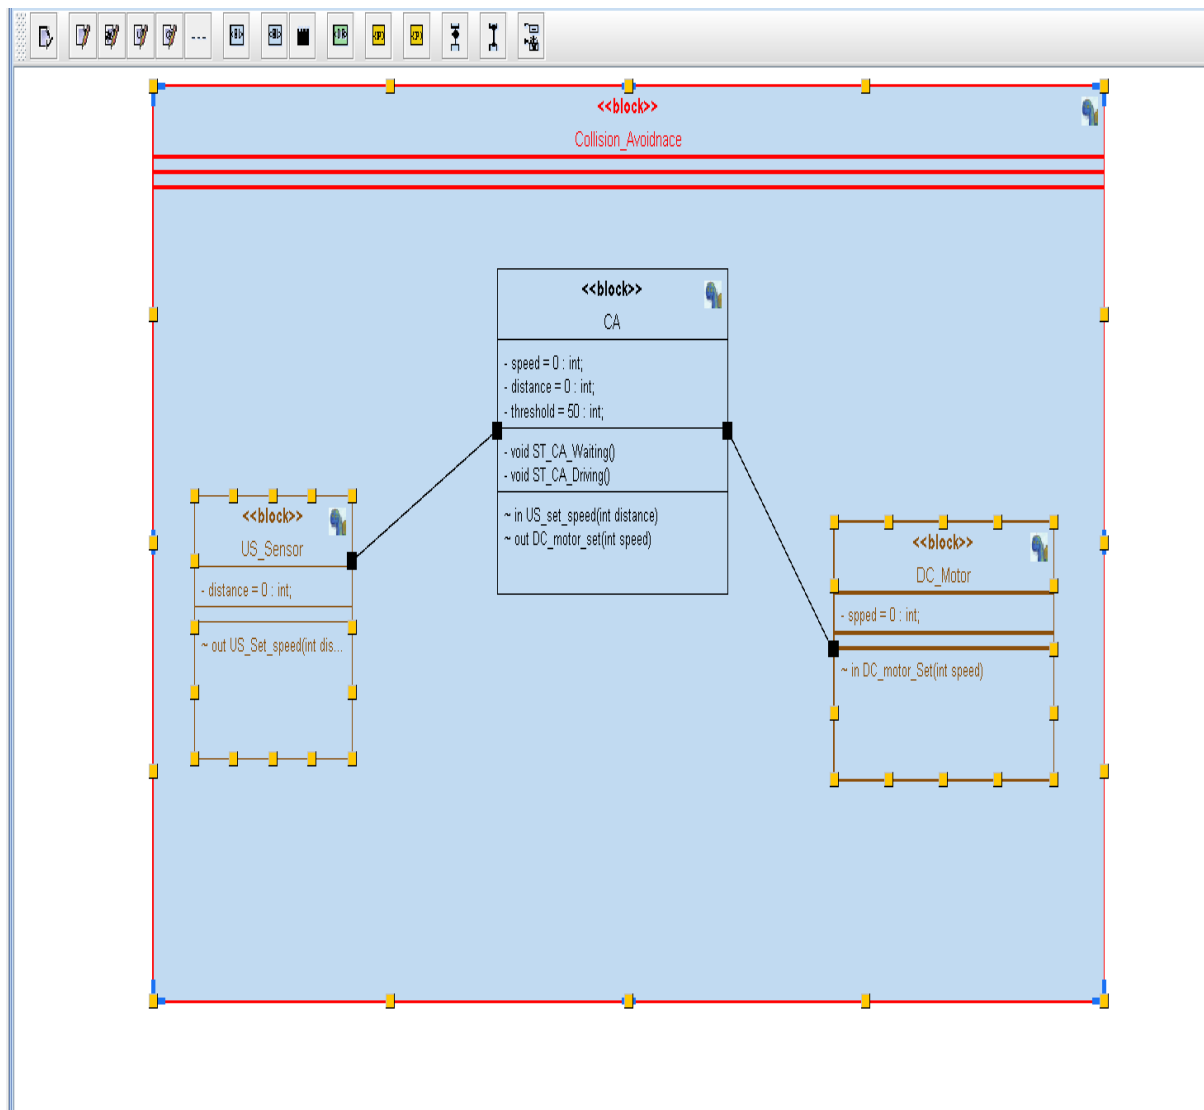 <<block>>
Collision_Avoidnace
<<block>>
CA
- speed = 0 : int;
- distance = 0 : int;
- threshold = 50 : int;
- void ST_CA_Waiting()
- void ST_CA_Driving()
~ in US_set_speed(int distance)
~ out DC_motor_set(int speed)
<<block>>
US_Sensor
- distance = 0 : int;
~ out US_Set_speed(int dis...
<<block>>
DC_Motor
- spped = 0 : int;
~ in DC_motor_Set(int speed)